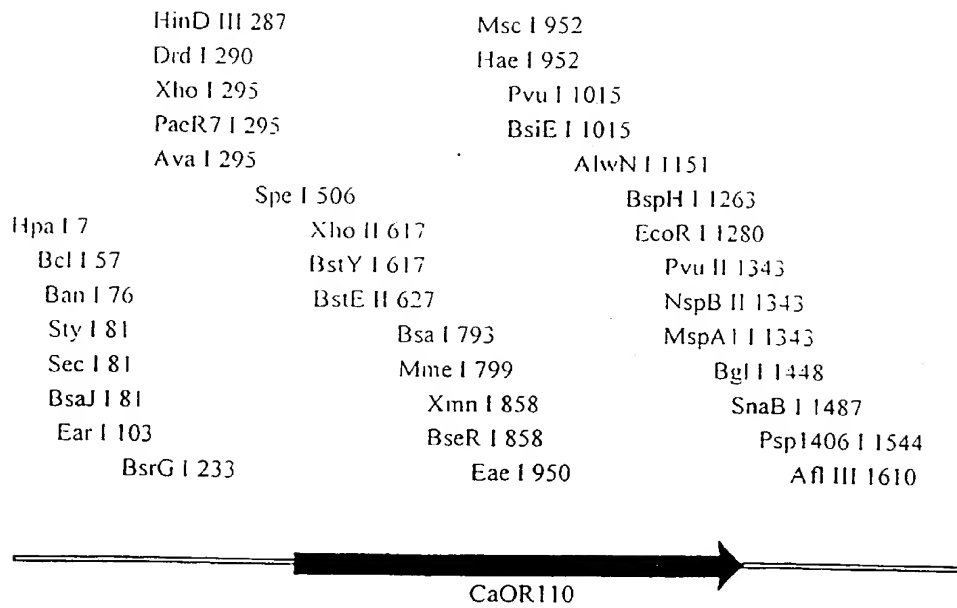 HinD III 287
Drd I 290
Xho I 295
PaeR7 I 295
Ava I 295
Spe I 506
Hpa I 7
Bcl I 57
Ban I 76
Sty I 81
Sec I 81
BsaJ I 81
Ear I 103
BsrG I 233
Xho II 617
BstY I 617
BstE II 627
Bsa I 793
Mme I 799
Xmn I 858
BseR I 858
Eae I 950
Msc I 952
Hae I 952
Pvu I 1015
BsiE I 1015
AlwN I 1151
BspH I 1263
EcoR I 1280
Pvu II 1343
NspB II 1343
MspA1 I 1343
Bgl I 1448
SnaB I 1487
Psp1406 I 1544
Afl III 1610
CaOR110